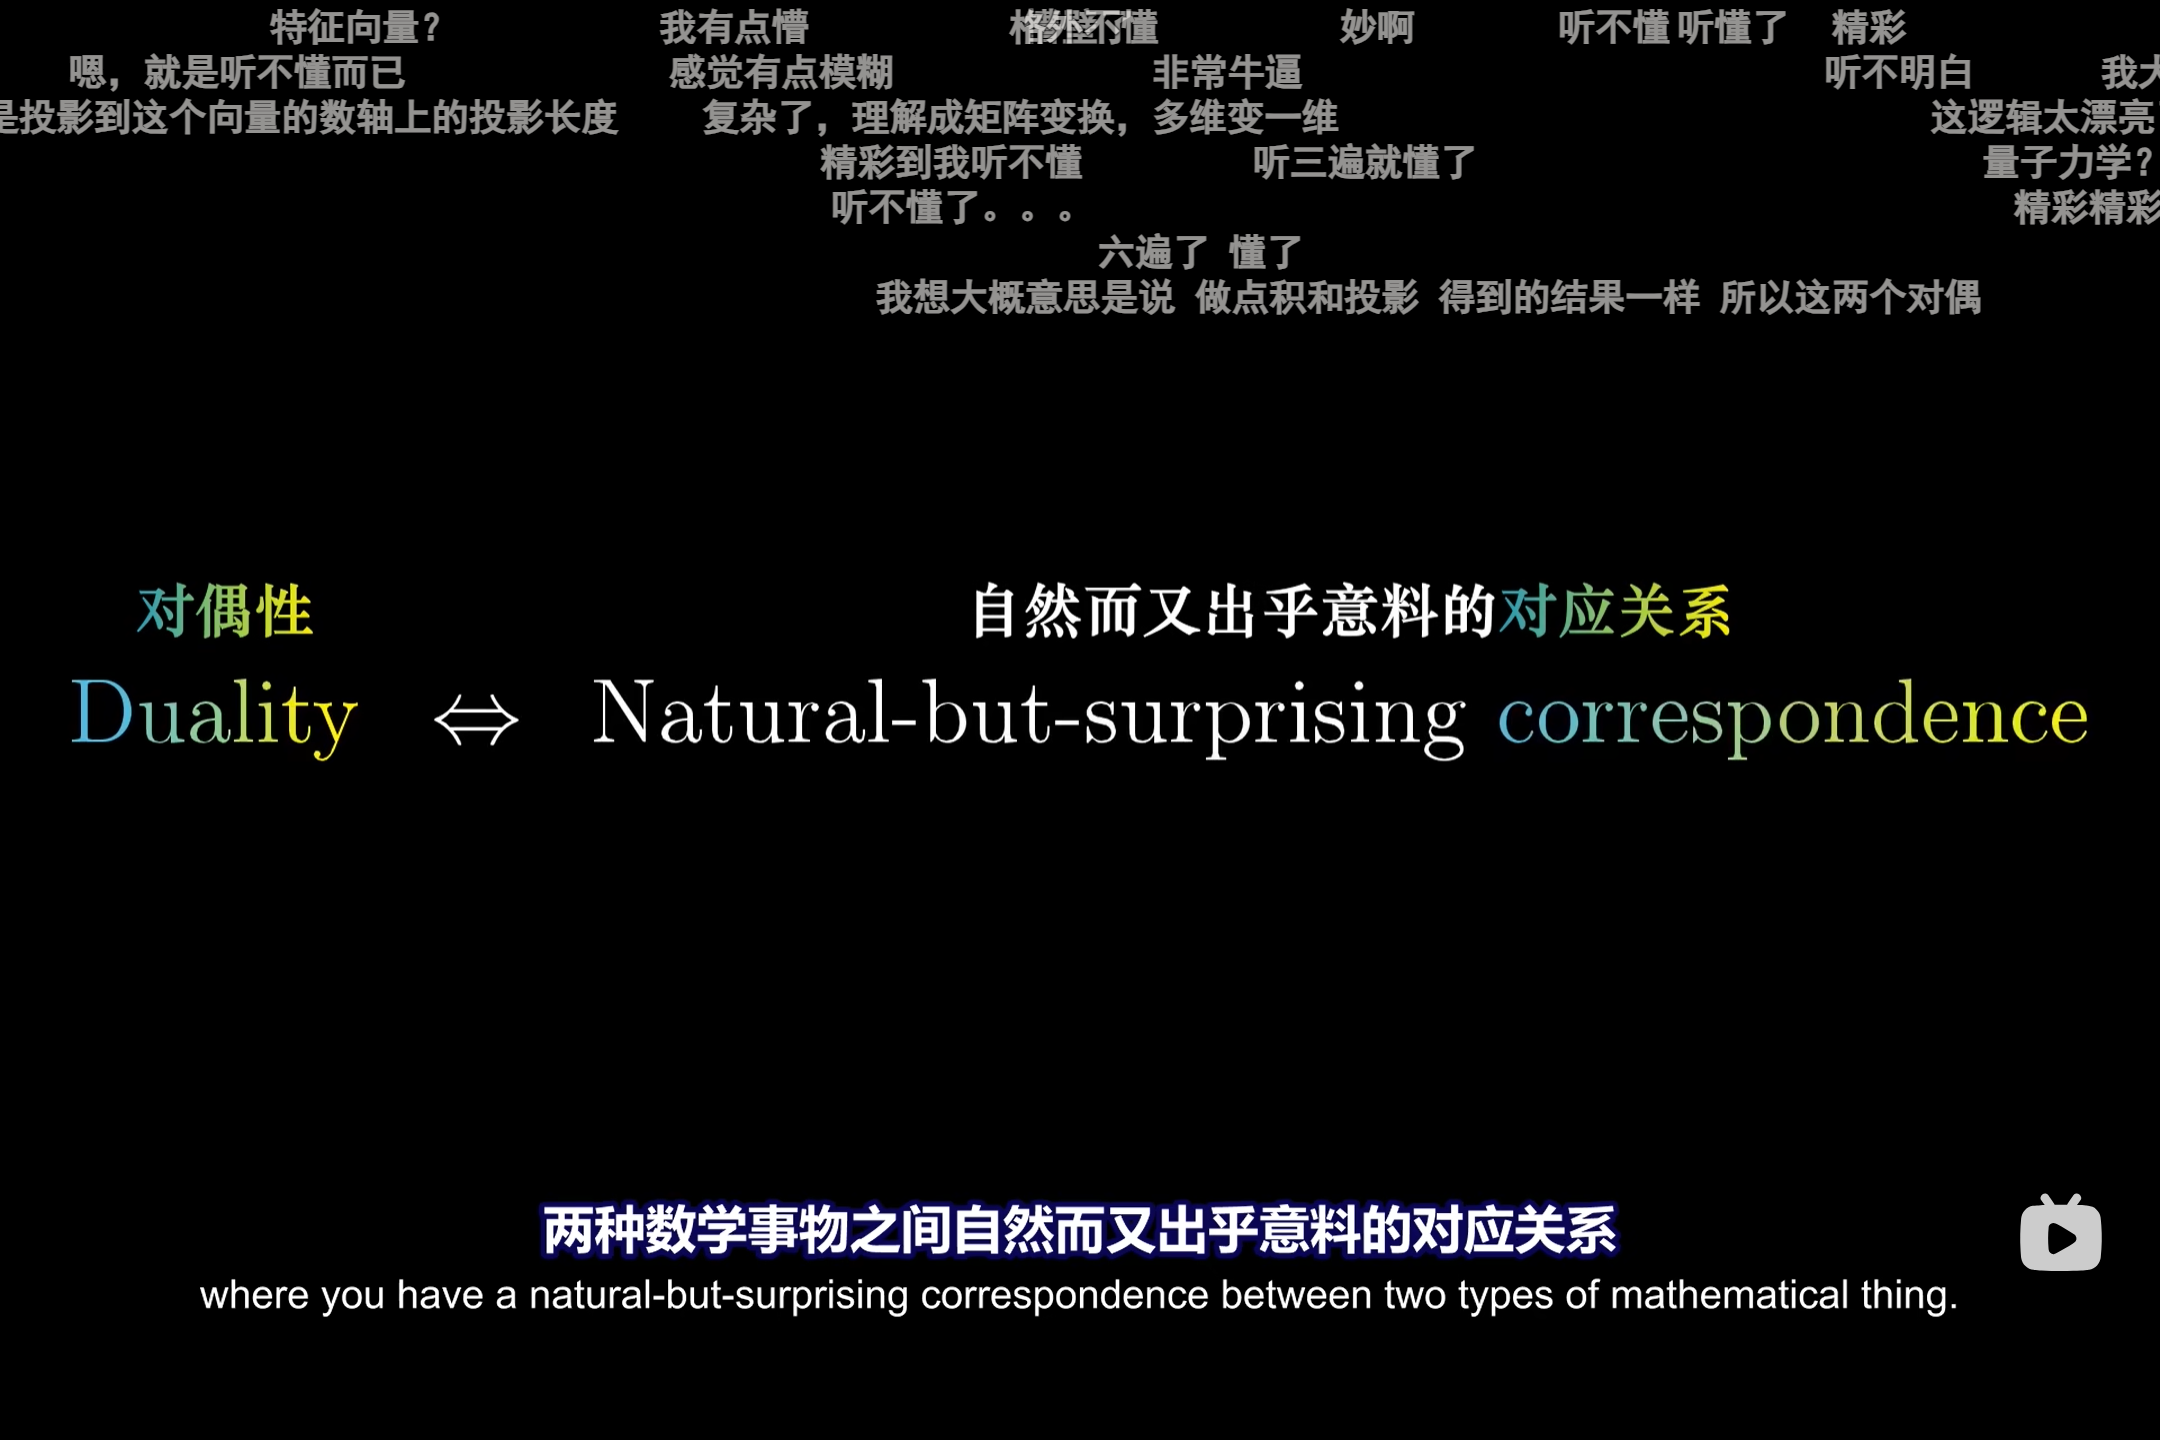 特征向量？ 我有点懵 不懂 妙啊 听不懂 听懂了 精彩
嗯，就是听不懂而已 感觉有点模糊 非常牛逼 听不明白 我
是投影到这个向量的数轴上的投影长度 复杂了，理解成矩阵变换，多维变一维 这逻辑太漂亮
精彩到我听不懂 听三遍就懂了 量子力学？
听不懂了。。。 精彩精彩
六遍了 懂了
我想大概意思是说 做点积和投影 得到的结果一样 所以这两个对偶
对偶性 自然而又出乎意料的对应关系
Duality ⇔ Natural-but-surprising correspondence
两种数学事物之间自然而又出乎意料的对应关系
where you have a natural-but-surprising correspondence between two types of mathematical thing.